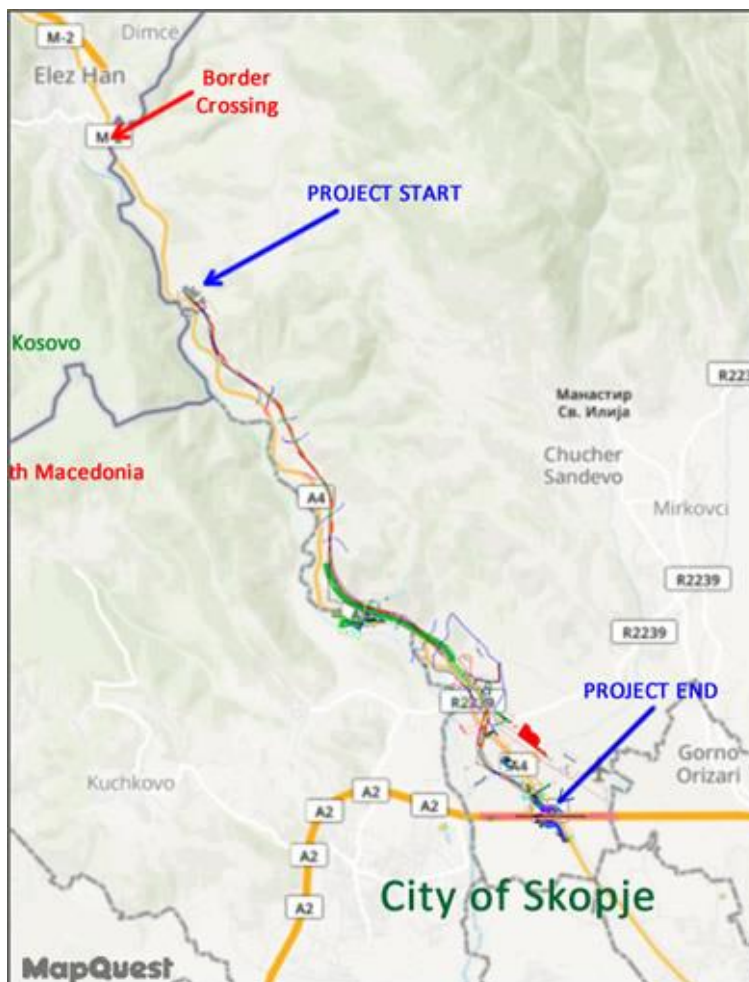 M-2
Dimce
Elez Han
Border
Crossing
PROJECT START
Kosovo
Манастир
Св. Илија
Chucher
Sandevo
th Macedonia
A4
Mirkovci
R2239
R2239
PROJECT END
A4
Gorno
Orizari
Kuchkovo
A2
A2
A2
A2
A2
A2
City of Skopje
MapQuest